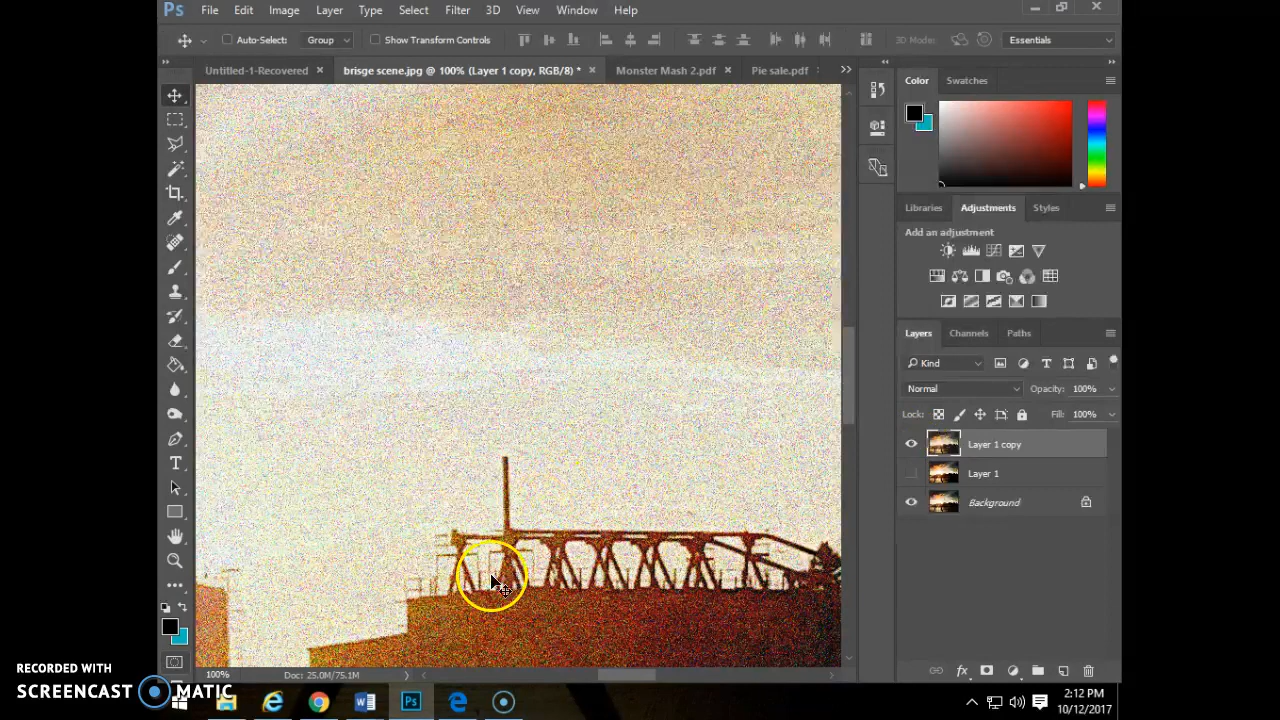 Ps File Edit Image Layer Type Select Filter 3D View Window Help
Auto-Select: Group Show Transform Controls 3D Mode: Essentials
Untitled-1-Recovered × brisge scene.jpg @ 100% (Layer 1 copy, RGB/8) * × Monster Mash 2.pdf × Pie sale.pdf
Color Swatches
Libraries Adjustments Styles
Add an adjustment
Layers Channels Paths
Kind
Normal Opacity: 100%
Lock: Fill: 100%
Layer 1 copy
Layer 1
Background
fx
100% Doc: 25.0M/75.1M
RECORDED WITH
SCREENCAST MATIC
Ps
2:12 PM
10/12/2017